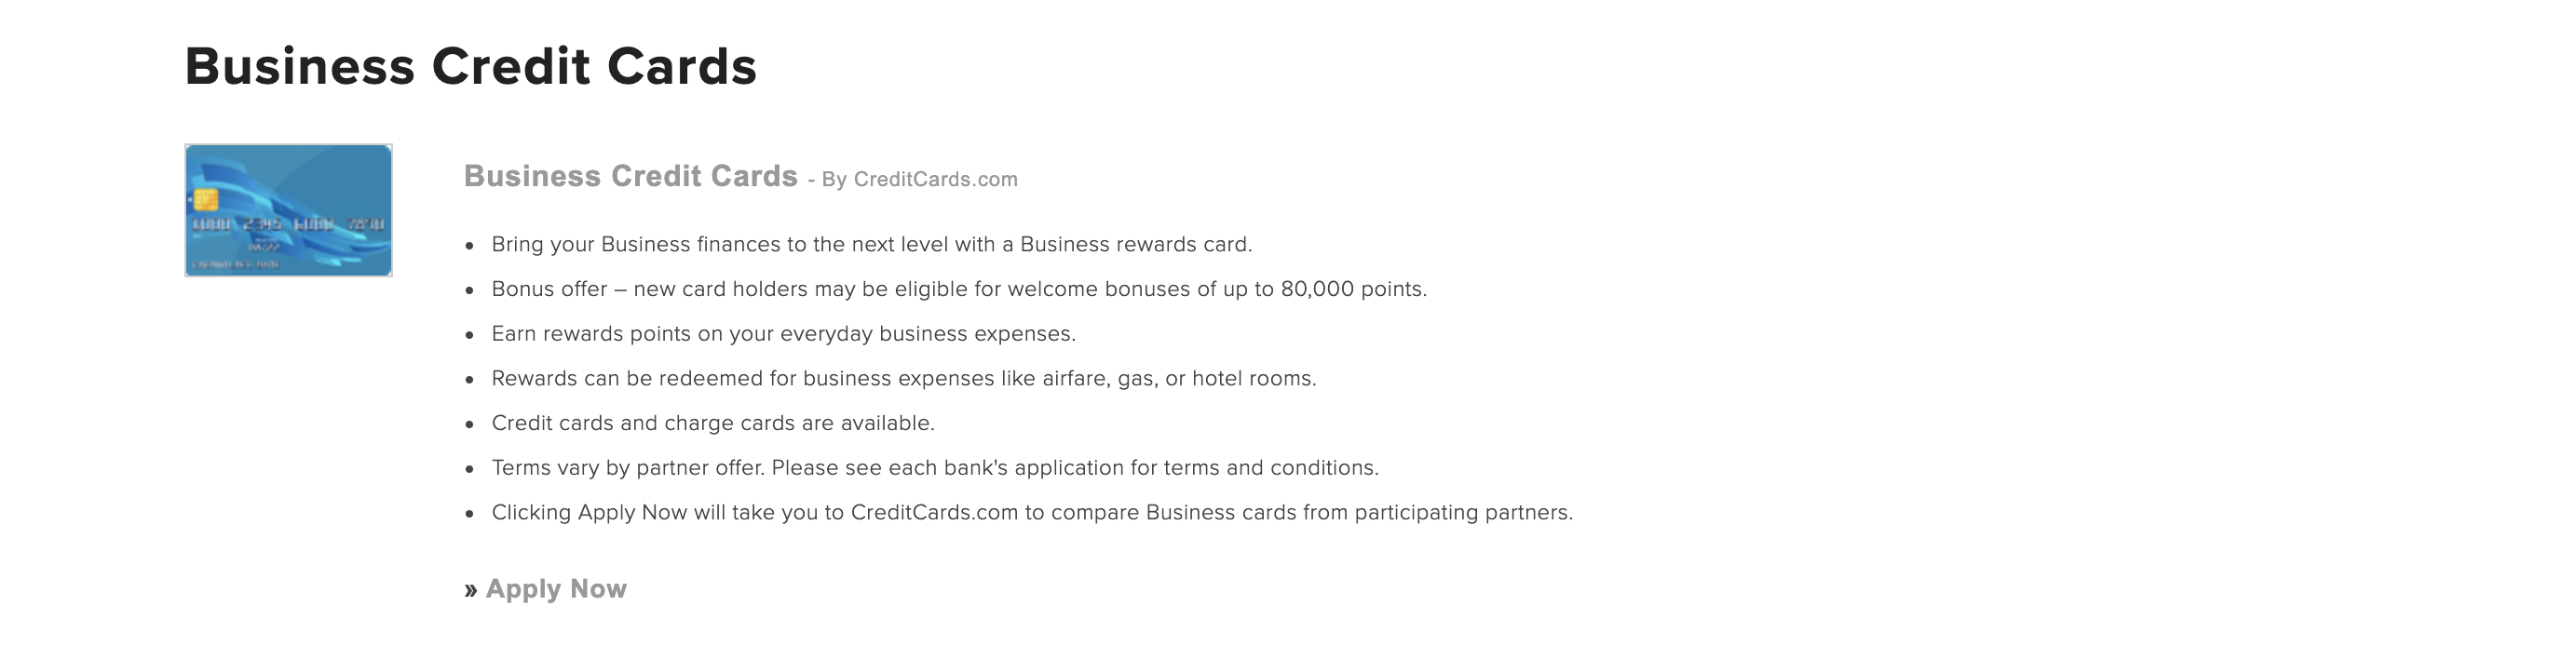 Business Credit Cards
Business Credit Cards - By CreditCards.com
• Bring your Business finances to the next level with a Business rewards card.
• Bonus offer – new card holders may be eligible for welcome bonuses of up to 80,000 points.
• Earn rewards points on your everyday business expenses.
• Rewards can be redeemed for business expenses like airfare, gas, or hotel rooms.
• Credit cards and charge cards are available.
• Terms vary by partner offer. Please see each bank's application for terms and conditions.
• Clicking Apply Now will take you to CreditCards.com to compare Business cards from participating partners.
» Apply Now